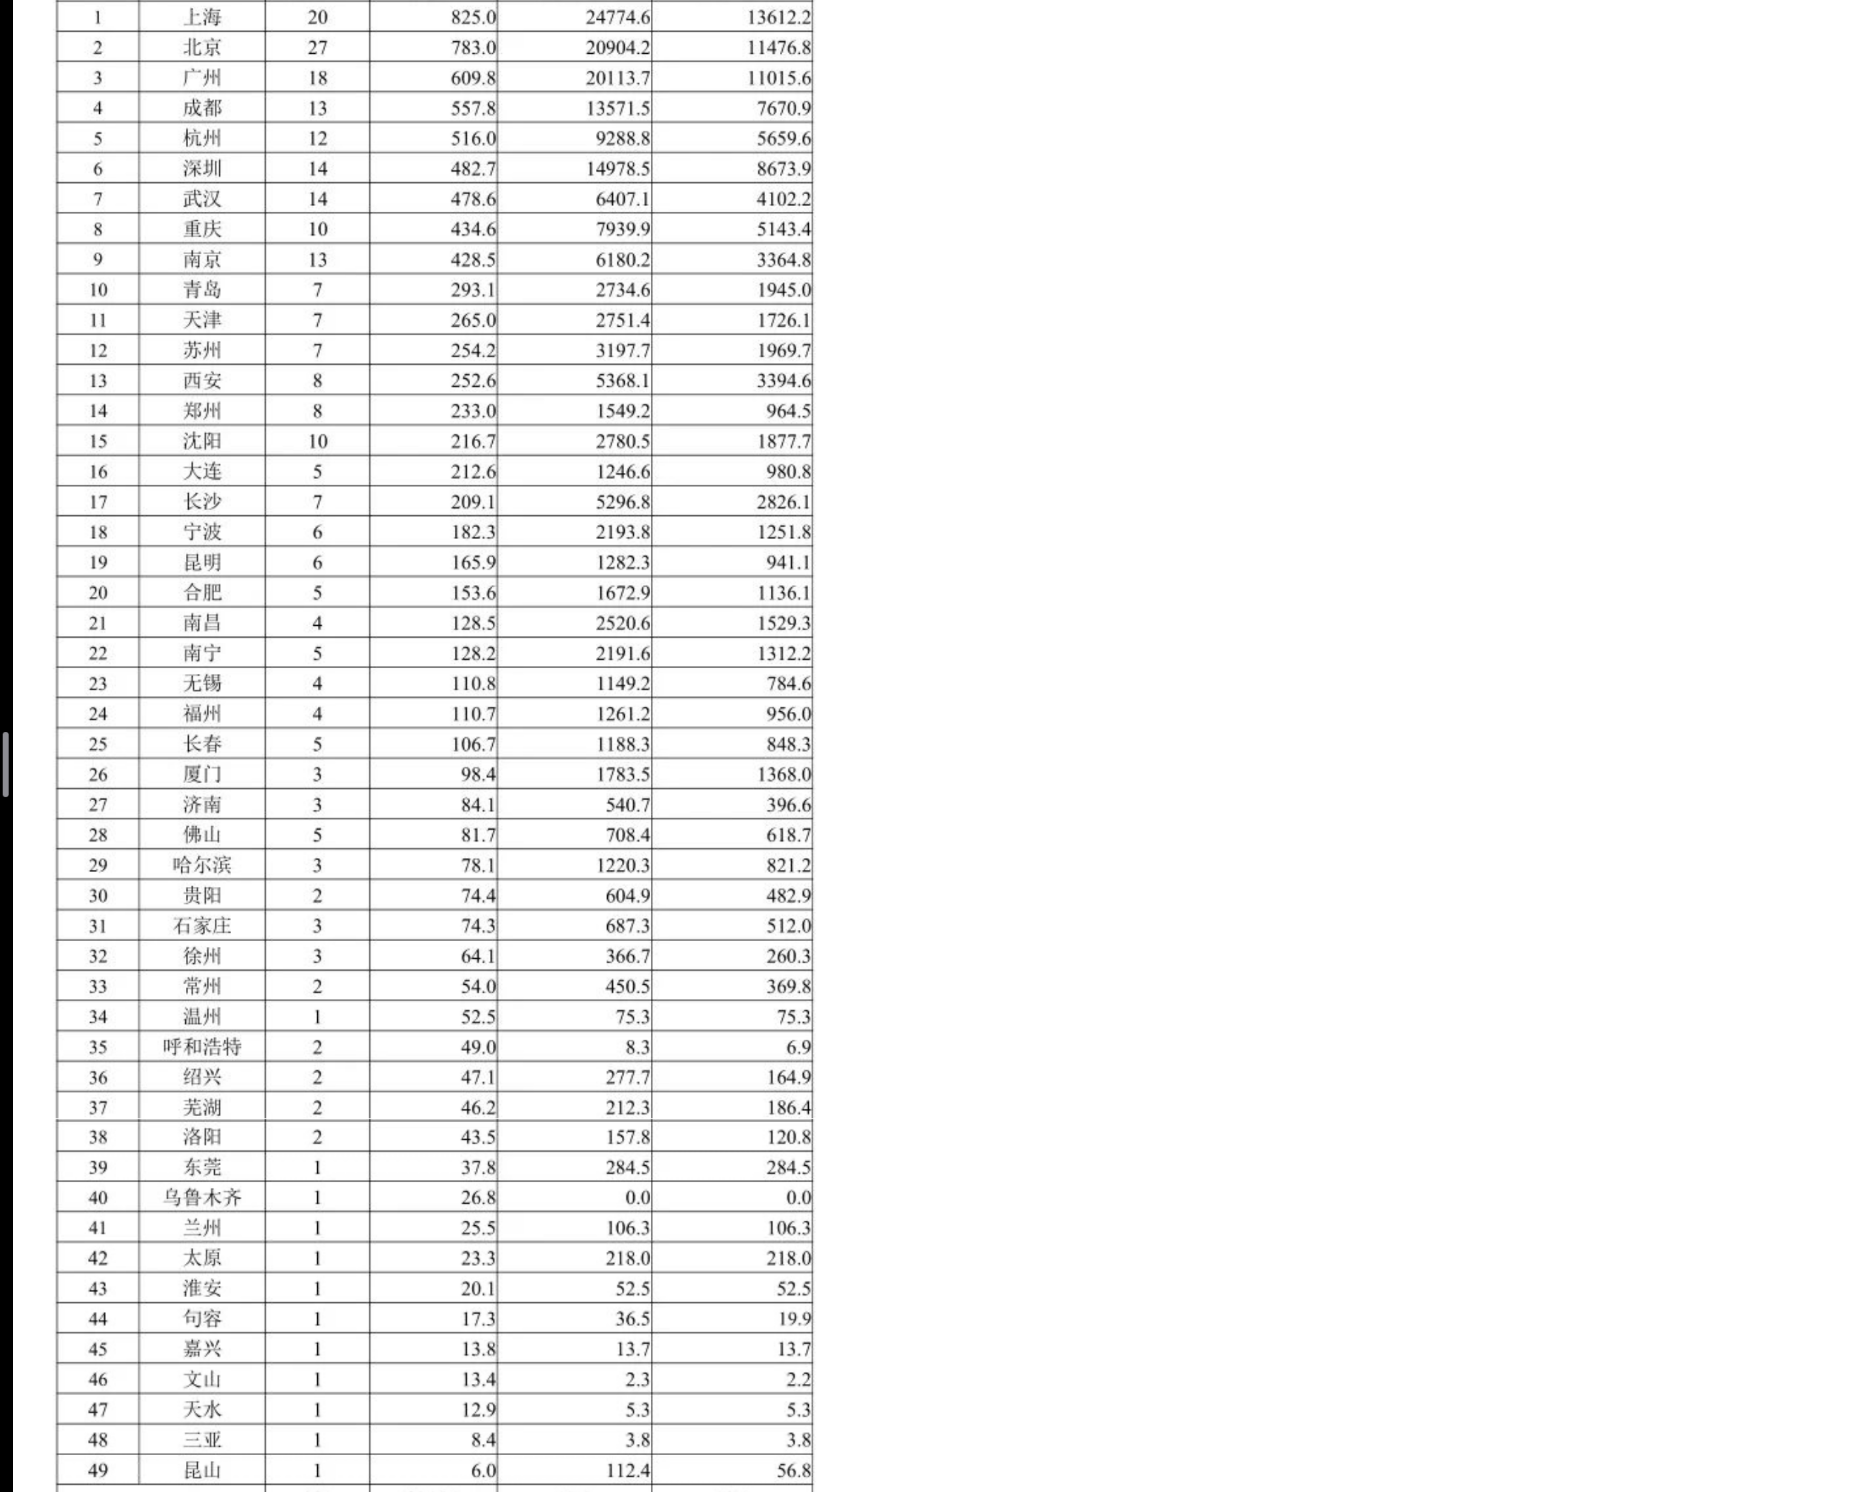 1 上海 20 825.0 24774.6 13612.2
2 北京 27 783.0 20904.2 11476.8
3 广州 18 609.8 20113.7 11015.6
4 成都 13 557.8 13571.5 7670.9
5 杭州 12 516.0 9288.8 5659.6
6 深圳 14 482.7 14978.5 8673.9
7 武汉 14 478.6 6407.1 4102.2
8 重庆 10 434.6 7939.9 5143.4
9 南京 13 428.5 6180.2 3364.8
10 青岛 7 293.1 2734.6 1945.0
11 天津 7 265.0 2751.4 1726.1
12 苏州 7 254.2 3197.7 1969.7
13 西安 8 252.6 5368.1 3394.6
14 郑州 8 233.0 1549.2 964.5
15 沈阳 10 216.7 2780.5 1877.7
16 大连 5 212.6 1246.6 980.8
17 长沙 7 209.1 5296.8 2826.1
18 宁波 6 182.3 2193.8 1251.8
19 昆明 6 165.9 1282.3 941.1
20 合肥 5 153.6 1672.9 1136.1
21 南昌 4 128.5 2520.6 1529.3
22 南宁 5 128.2 2191.6 1312.2
23 无锡 4 110.8 1149.2 784.6
24 福州 4 110.7 1261.2 956.0
25 长春 5 106.7 1188.3 848.3
26 厦门 3 98.4 1783.5 1368.0
27 济南 3 84.1 540.7 396.6
28 佛山 5 81.7 708.4 618.7
29 哈尔滨 3 78.1 1220.3 821.2
30 贵阳 2 74.4 604.9 482.9
31 石家庄 3 74.3 687.3 512.0
32 徐州 3 64.1 366.7 260.3
33 常州 2 54.0 450.5 369.8
34 温州 1 52.5 75.3 75.3
35 呼和浩特 2 49.0 8.3 6.9
36 绍兴 2 47.1 277.7 164.9
37 芜湖 2 46.2 212.3 186.4
38 洛阳 2 43.5 157.8 120.8
39 东莞 1 37.8 284.5 284.5
40 乌鲁木齐 1 26.8 0.0 0.0
41 兰州 1 25.5 106.3 106.3
42 太原 1 23.3 218.0 218.0
43 淮安 1 20.1 52.5 52.5
44 句容 1 17.3 36.5 19.9
45 嘉兴 1 13.8 13.7 13.7
46 文山 1 13.4 2.3 2.2
47 天水 1 12.9 5.3 5.3
48 三亚 1 8.4 3.8 3.8
49 昆山 1 6.0 112.4 56.8